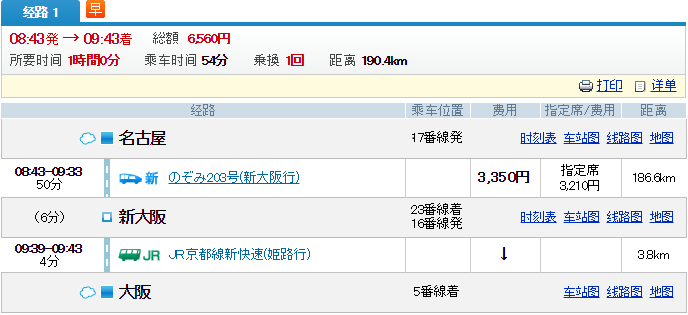 经路 1 早
08:43発 → 09:43着 総額 6,560円
所要时间 1時間0分 乘车时间 54分 乗換 1回 距离 190.4km
打印 详单
经路 乘车位置 费用 指定席/费用 距离
名古屋 17番線発 时刻表 车站图 线路图 地图
08:43-09:33 新 のぞみ203号(新大阪行) 3,350円 指定席 186.6km
50分 3,210円
(6分) 新大阪 23番線着 时刻表 车站图 线路图 地图
16番線発
09:39-09:43 JR JR京都線新快速(姫路行) ↓ 3.8km
4分
大阪 5番線着 车站图 线路图 地图